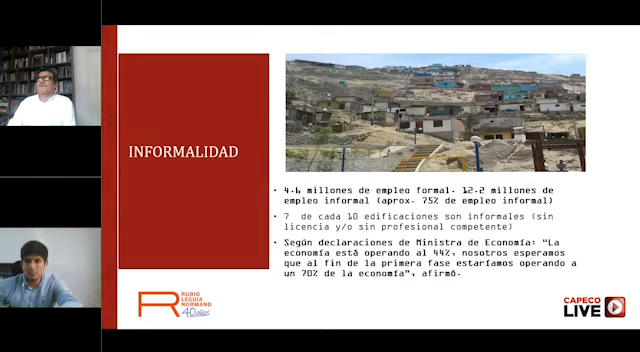 INFORMALIDAD
• 4.6 millones de empleo formal. 12.2 millones de
empleo informal (aprox. 75% de empleo informal)
• 7 de cada 10 edificaciones son informales (sin
licencia y/o sin profesional competente)
• Según declaraciones de Ministra de Economía: "La
economía está operando al 44%, nosotros esperamos
que al fin de la primera fase estaríamos operando a
un 70% de la economía", afirmó.
R RUBIO
LEGUIA
NORMAND
40 años
CAPECO
LIVE